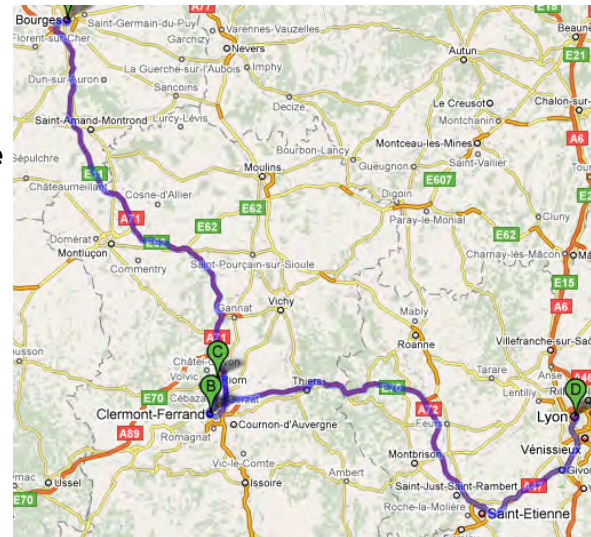 A77
E15
Bourges
Saint-Germain-du-Puy
Varennes-Vauzelles
Beaune
Florent-sur-Cher
Garchizy
Nevers
E21
La Guerche-sur-l'Aubois
Imphy
Autun
Dun-sur-Auron
Sancoins
Decize
Le Creusot
Chalon-sur-
Saint-Amand-Montrond
Lurcy-Lévis
Montchanin
A6
e
Montceau-les-Mines
Sépulchre
Bourbon-Lancy
Saint-Vallier
Moulins
Gueugnon
E11
Châteaumeillant
Cosne-d'Allier
Digoin
E607
A71
E62
E62
Paray-le-Monial
Cluny
Domérat
E62
Montluçon
Charnay-lès-Mâcon
Commentry
Saint-Pourçain-sur-Sioule
E15
Vichy
Mably
A6
Gannat
A71
Roanne
Villefranche-sur-Saône
C
Tarare
Anse
A46
Volvic
Riom
Thiers
D
E70
B
Lentilly
Clermont-Ferrand
A72
Lyon
A89
Cournon-d'Auvergne
Feurs
Vénissieux
Romagnat
Montbrison
Vic-le-Comte
Ambert
Givors
Ussel
Issoire
Saint-Just-Saint-Rambert
A47
E70
Roche-la-Molière
Saint-Etienne